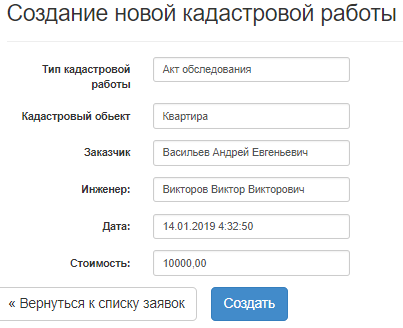 Создание новой кадастровой работы
Тип кадастровой
работы
Акт обследования
Кадастровый обьект
Квартира
Заказчик
Васильев Андрей Евгеньевич
Инженер:
Викторов Виктор Викторович
Дата:
14.01.2019 4:32:50
Стоимость:
10000,00
« Вернуться к списку заявок
Создать